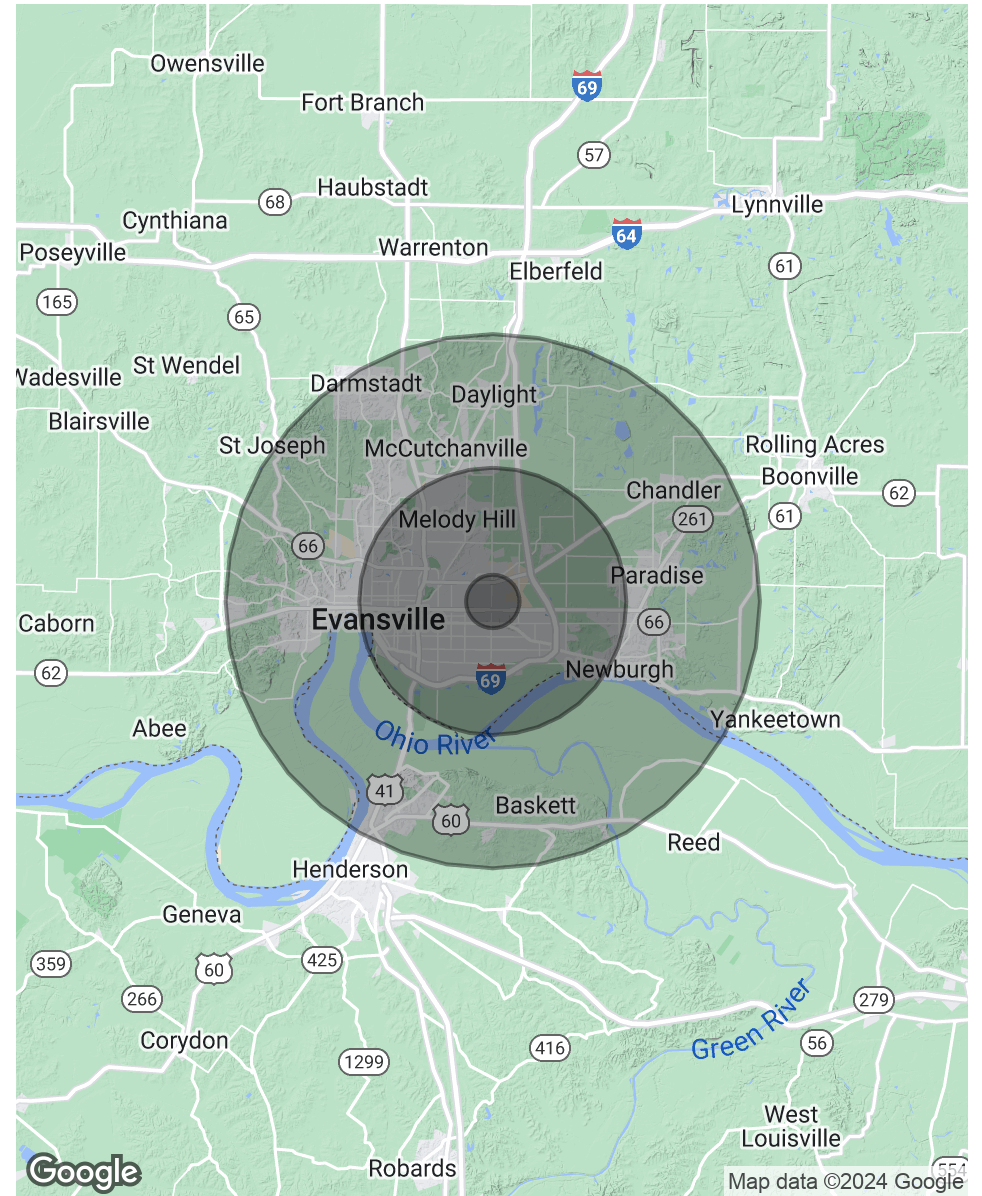 Owensville
Fort Branch
69
57
Haubstadt
68
Lynnville
Cynthiana
64
Warrenton
Poseyville
Elberfeld
61
165
65
St Wendel
Wadesville
Darmstadt
Daylight
Blairsville
St Joseph
McCutchanville
Rolling Acres
Boonville
Chandler
62
Melody Hill
261
61
66
Paradise
Evansville
Caborn
66
62
Newburgh
69
Abee
Yankeetown
Ohio River
41
Baskett
60
Reed
Henderson
Geneva
359
60
425
266
279
Green River
Corydon
416
56
1299
West
Louisville
Robards
554
Google
Map data ©2024 Google